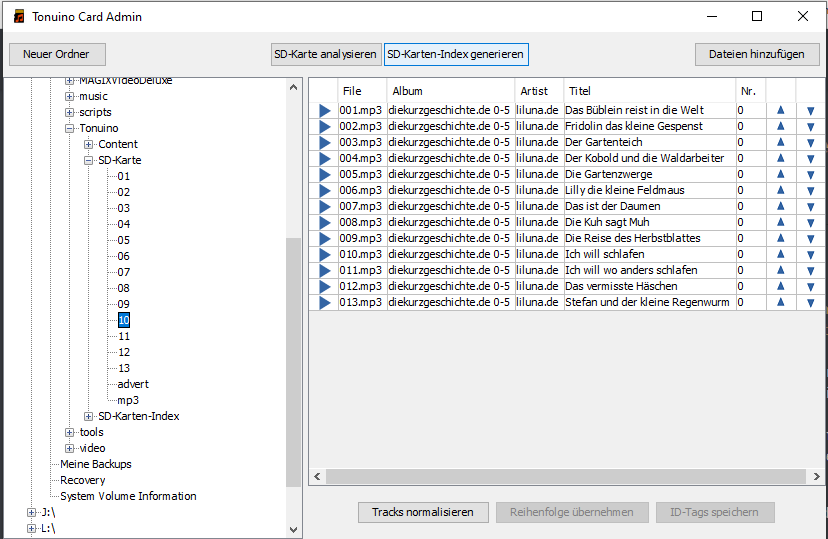 Tonuino Card Admin
Neuer Ordner SD-Karte analysieren SD-Karten-Index generieren Dateien hinzufügen
MAGIXVideoDeluxe
music
scripts
Tonuino
Content
SD-Karte
01
02
03
04
05
06
07
08
09
10
11
12
13
advert
mp3
SD-Karten-Index
tools
video
Meine Backups
Recovery
System Volume Information
J:\
L:\
File Album Artist Titel Nr.
001.mp3 diekurzgeschichte.de 0-5 liluna.de Das Büblein reist in die Welt 0
002.mp3 diekurzgeschichte.de 0-5 liluna.de Fridolin das kleine Gespenst 0
003.mp3 diekurzgeschichte.de 0-5 liluna.de Der Gartenteich 0
004.mp3 diekurzgeschichte.de 0-5 liluna.de Der Kobold und die Waldarbeiter 0
005.mp3 diekurzgeschichte.de 0-5 liluna.de Die Gartenzwerge 0
006.mp3 diekurzgeschichte.de 0-5 liluna.de Lilly die kleine Feldmaus 0
007.mp3 diekurzgeschichte.de 0-5 liluna.de Das ist der Daumen 0
008.mp3 diekurzgeschichte.de 0-5 liluna.de Die Kuh sagt Muh 0
009.mp3 diekurzgeschichte.de 0-5 liluna.de Die Reise des Herbstblattes 0
010.mp3 diekurzgeschichte.de 0-5 liluna.de Ich will schlafen 0
011.mp3 diekurzgeschichte.de 0-5 liluna.de Ich will wo anders schlafen 0
012.mp3 diekurzgeschichte.de 0-5 liluna.de Das vermisste Häschen 0
013.mp3 diekurzgeschichte.de 0-5 liluna.de Stefan und der kleine Regenwurm 0
Tracks normalisieren Reihenfolge übernehmen ID-Tags speichern